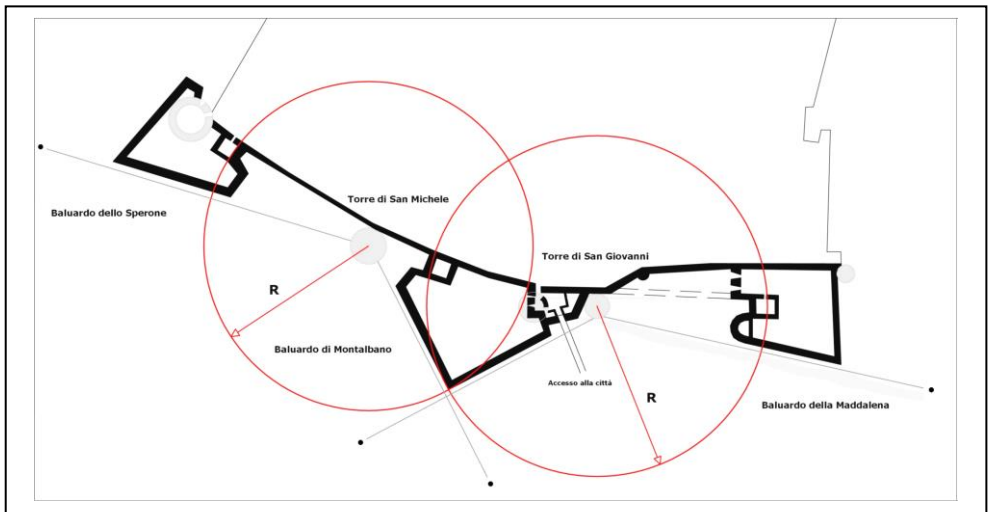 Torre di San Michele
Baluardo dello Sperone
Torre di San Giovanni
R
Baluardo di Montalbano
Accesso alla città
R
Baluardo della Maddalena